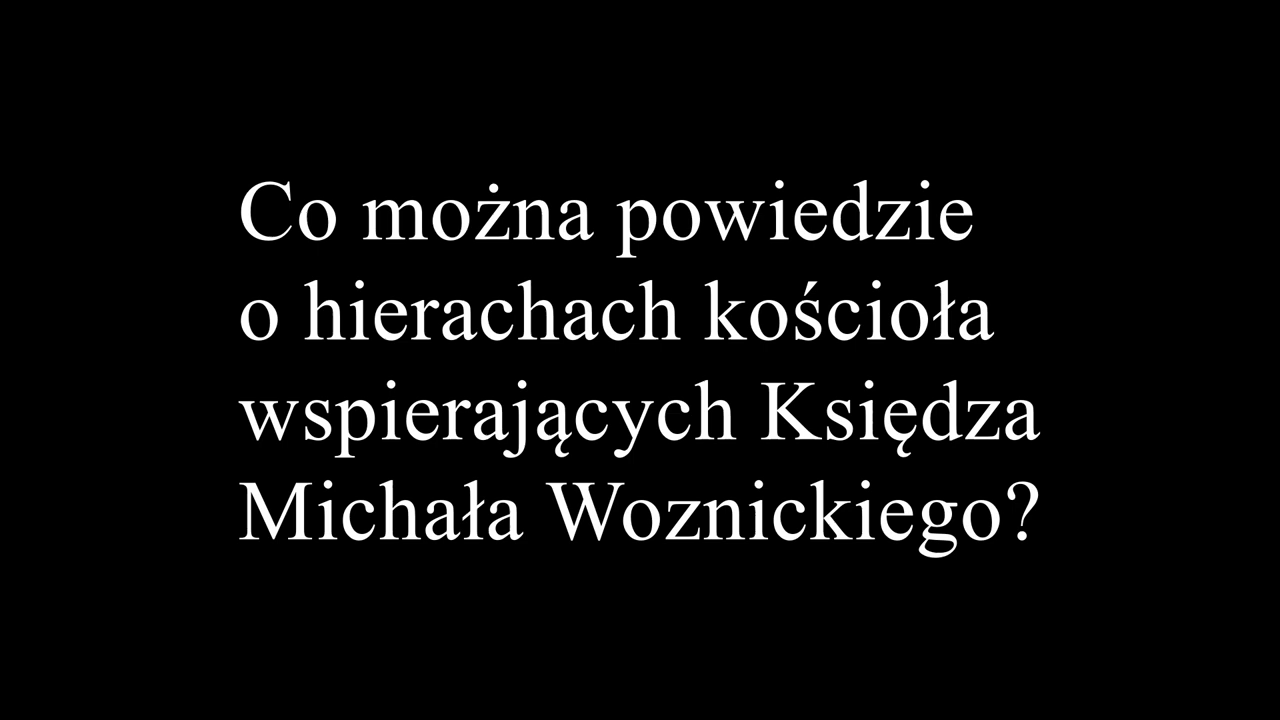 Co można powiedzie
o hierachach kościoła
wspierających Księdza
Michała Woznickiego?